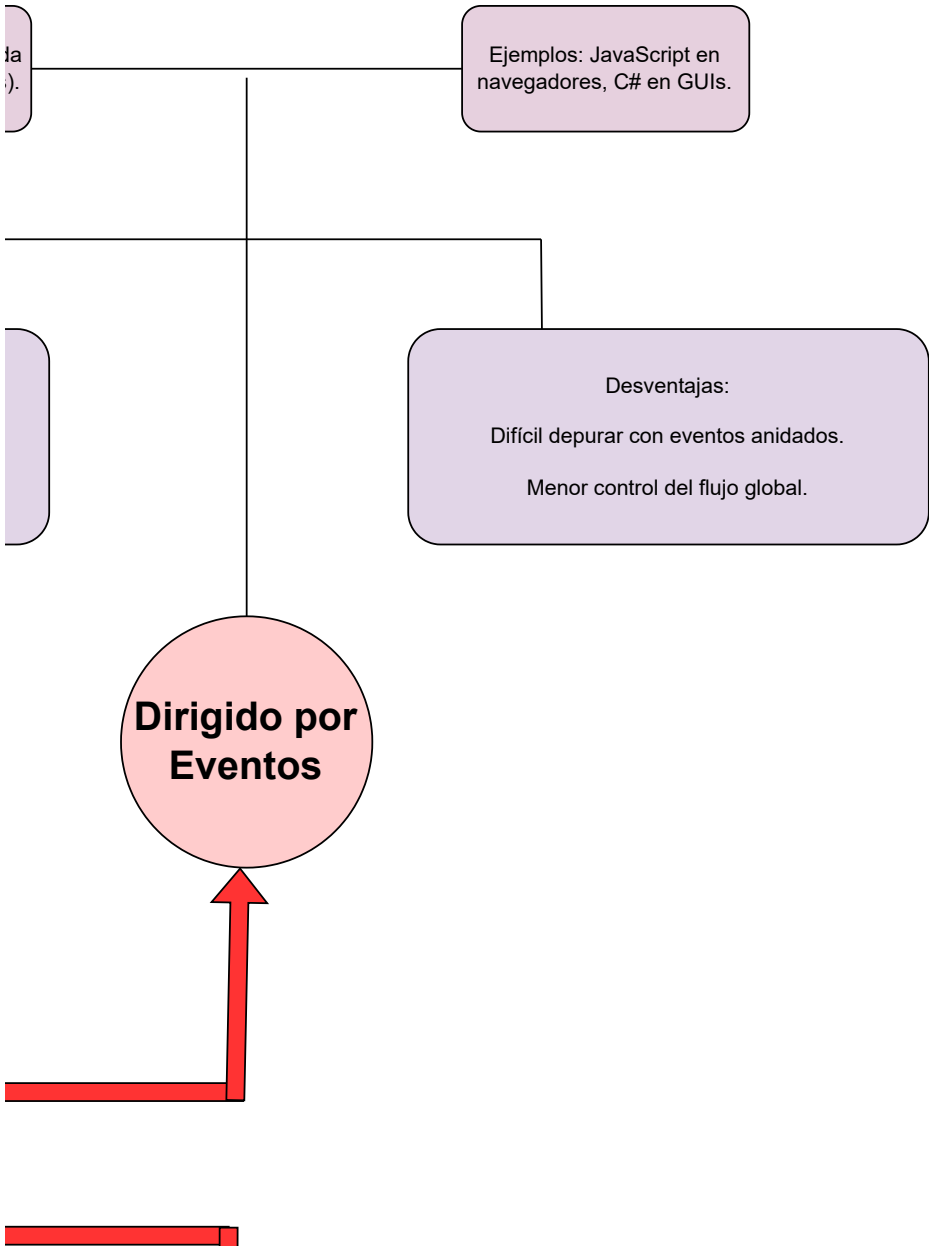 ).
Ejemplos: JavaScript en
navegadores, C# en GUIs.
Desventajas:
Difícil depurar con eventos anidados.
Menor control del flujo global.
Dirigido por
Eventos